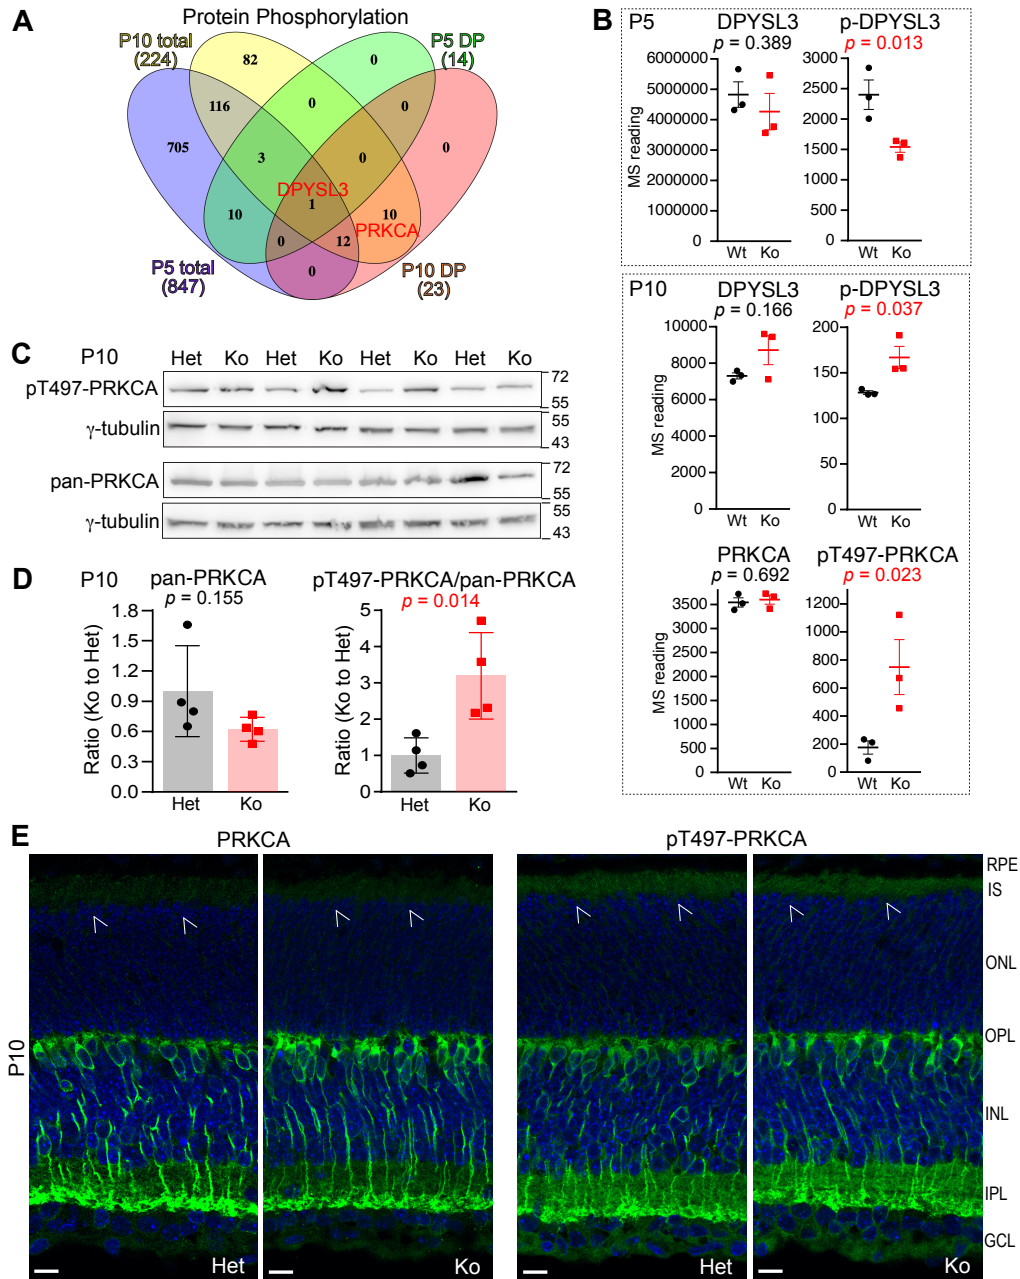 A
Protein Phosphorylation
P10 total
(224)
P5 DP
(14)
82
0
116
0
0
705
3
0
0
DPYSL3
1
10
10
PRKCA
0
12
0
P5 total
(847)
P10 DP
(23)
B
P5
DPYSL3
p = 0.389
p-DPYSL3
p = 0.013
MS reading
6000000
5000000
4000000
3000000
2000000
1000000
0
Wt
Ko
3000
2500
2000
1500
1000
500
0
Wt
Ko
P10
DPYSL3
p = 0.166
p-DPYSL3
p = 0.037
MS reading
10000
8000
6000
4000
2000
0
Wt
Ko
200
150
100
50
0
Wt
Ko
PRKCA
p = 0.692
pT497-PRKCA
p = 0.023
MS reading
3500
3000
2500
2000
1500
1000
500
0
Wt
Ko
1200
1000
800
600
400
200
0
Wt
Ko
C
P10
Het Ko Het Ko Het Ko Het Ko
pT497-PRKCA
72
55
γ-tubulin
55
43
pan-PRKCA
72
55
γ-tubulin
55
43
D
P10
pan-PRKCA
p = 0.155
Ratio (Ko to Het)
1.8
1.5
1.2
0.9
0.6
0.3
0.0
Het
Ko
pT497-PRKCA/pan-PRKCA
p = 0.014
Ratio (Ko to Het)
5
4
3
2
1
0
Het
Ko
E
PRKCA
pT497-PRKCA
P10
RPE
IS
ONL
OPL
INL
IPL
GCL
Het
Ko
Het
Ko